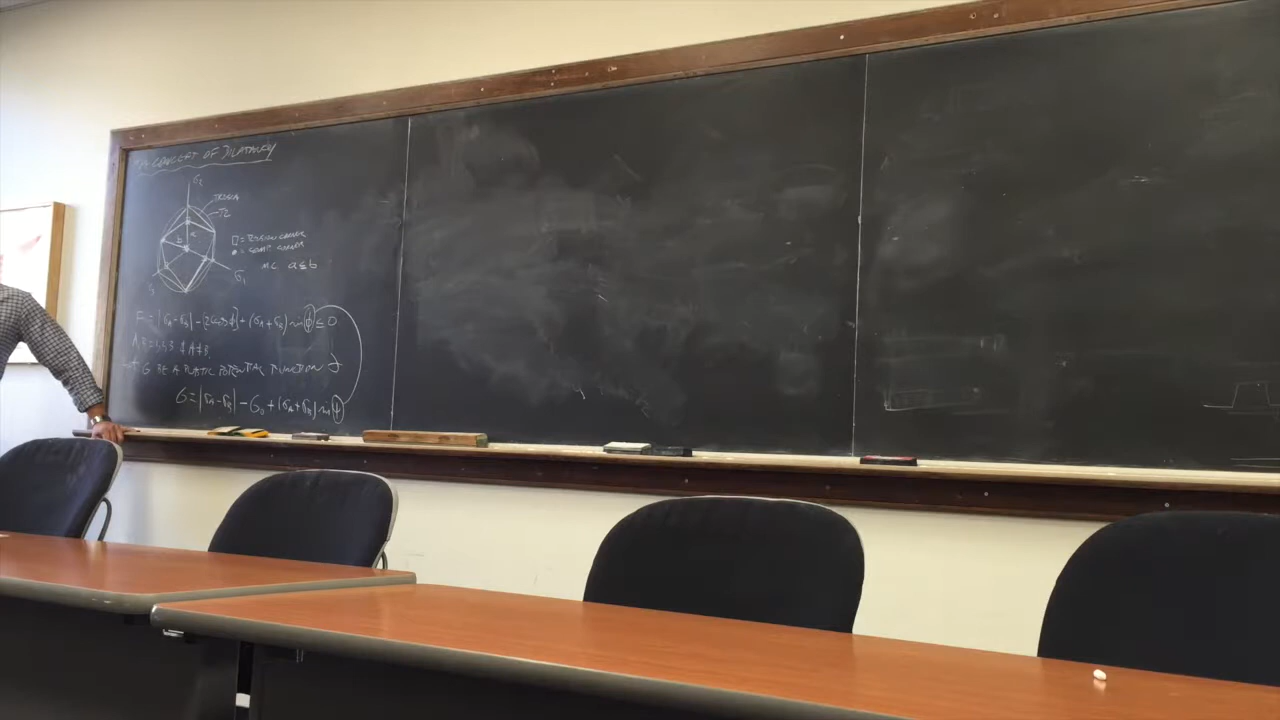 CONCEPT OF DILATANCY
σ₂
TRESCA
a
b
□ = TENSION CORNER
● = COMP. CORNER
MC a ≤ b
σ₁
F = |σA - σB| - [2c cos ϕ] + (σA + σB) sin ϕ ≤ 0
A, B = 1,2,3 & A ≠ B
G BE A PLASTIC POTENTIAL FUNCTION
G = |σA - σB| - G₀ + (σA + σB) sin ψ